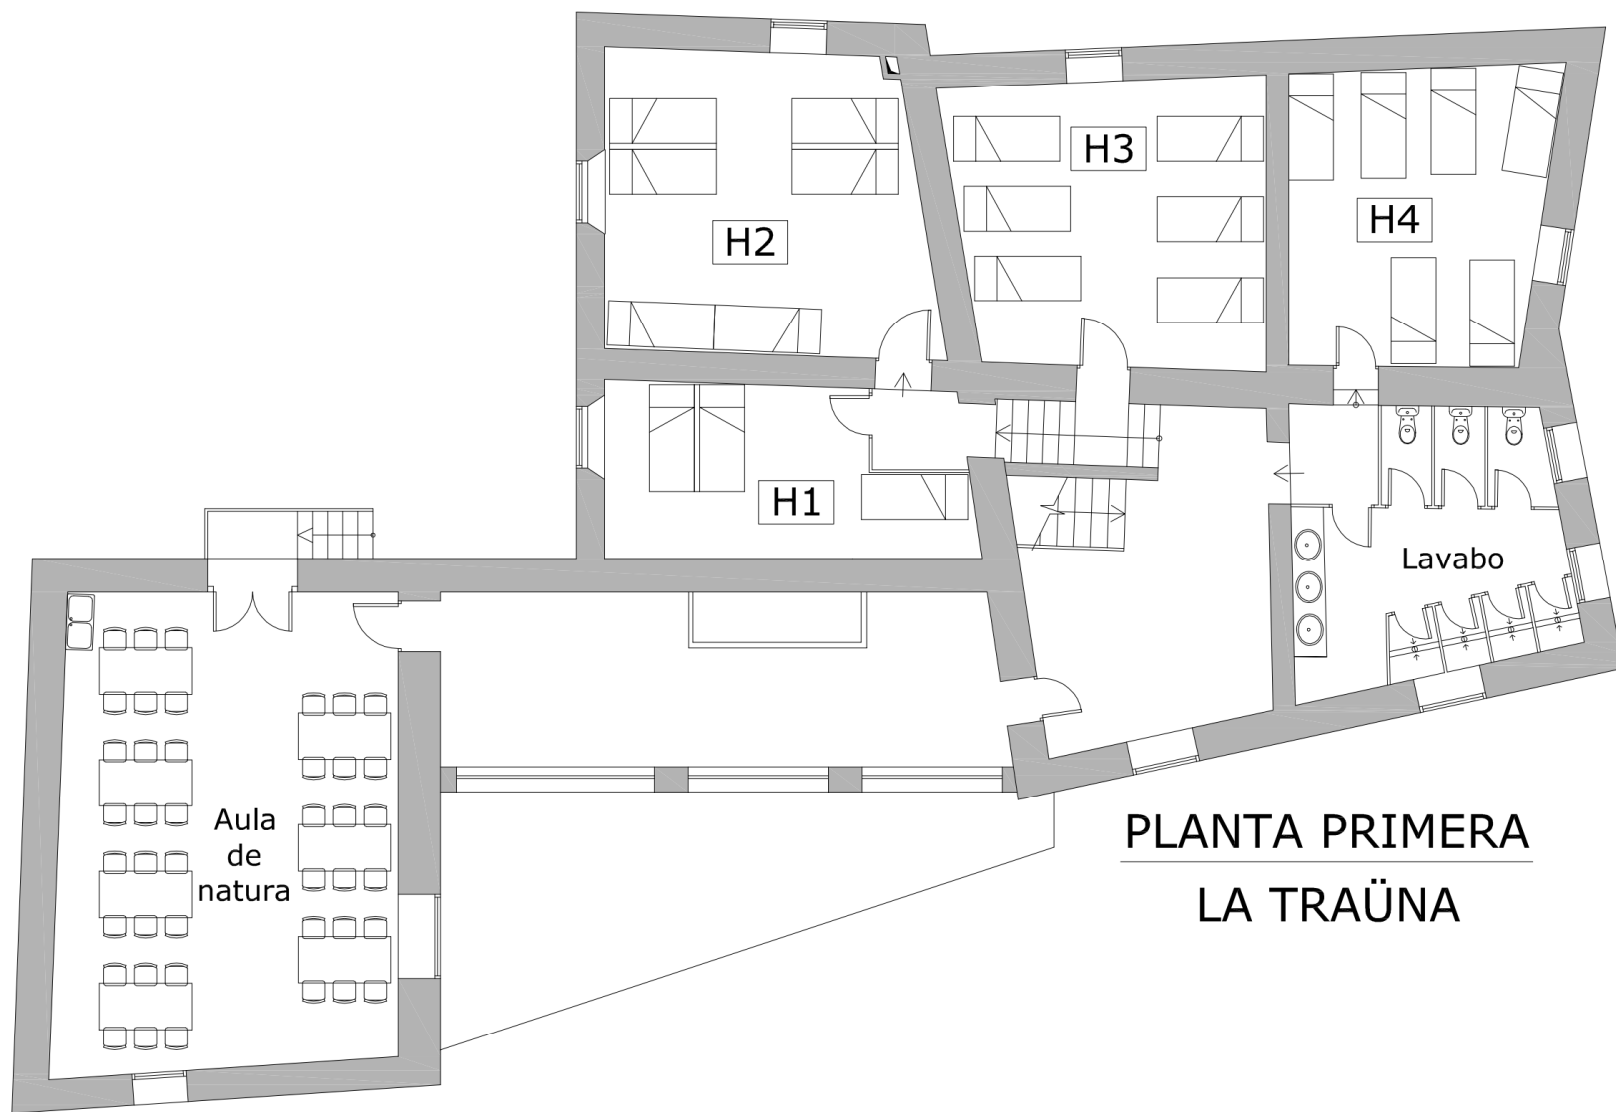 H2
H3
H4
H1
Lavabo
Aula
de
natura
PLANTA PRIMERA
LA TRAÜNA